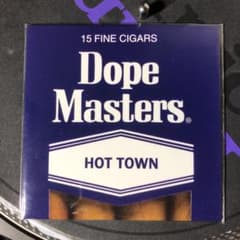 15 FINE CIGARS
Dope
Masters®
HOT TOWN